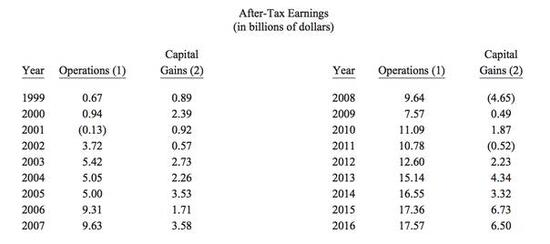 After-Tax Earnings
(in billions of dollars)
Capital Capital
Year Operations (1) Gains (2) Year Operations (1) Gains (2)
1999 0.67 0.89 2008 9.64 (4.65)
2000 0.94 2.39 2009 7.57 0.49
2001 (0.13) 0.92 2010 11.09 1.87
2002 3.72 0.57 2011 10.78 (0.52)
2003 5.42 2.73 2012 12.60 2.23
2004 5.05 2.26 2013 15.14 4.34
2005 5.00 3.53 2014 16.55 3.32
2006 9.31 1.71 2015 17.36 6.73
2007 9.63 3.58 2016 17.57 6.50